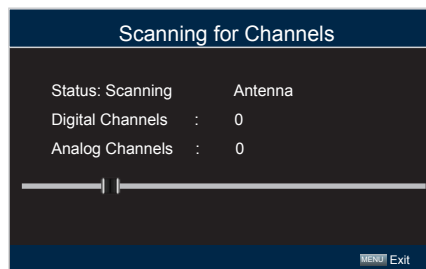 Scanning for Channels
Status: Scanning Antenna
Digital Channels : 0
Analog Channels : 0
MENU Exit